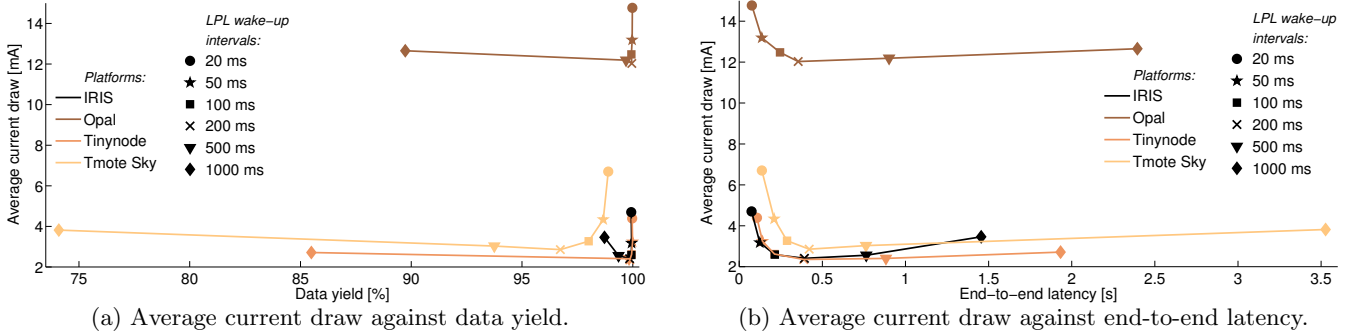 14
12
10
8
6
4
2
Average current draw [mA]
Platforms:
IRIS
Opal
Tinynode
Tmote Sky
LPL wake−up
intervals:
20 ms
50 ms
100 ms
200 ms
500 ms
1000 ms
75 80 85 90 95 100
Data yield [%]
(a) Average current draw against data yield.
14
12
10
8
6
4
2
Average current draw [mA]
Platforms:
IRIS
Opal
Tinynode
Tmote Sky
LPL wake−up
intervals:
20 ms
50 ms
100 ms
200 ms
500 ms
1000 ms
0 0.5 1 1.5 2 2.5 3 3.5
End−to−end latency [s]
(b) Average current draw against end-to-end latency.